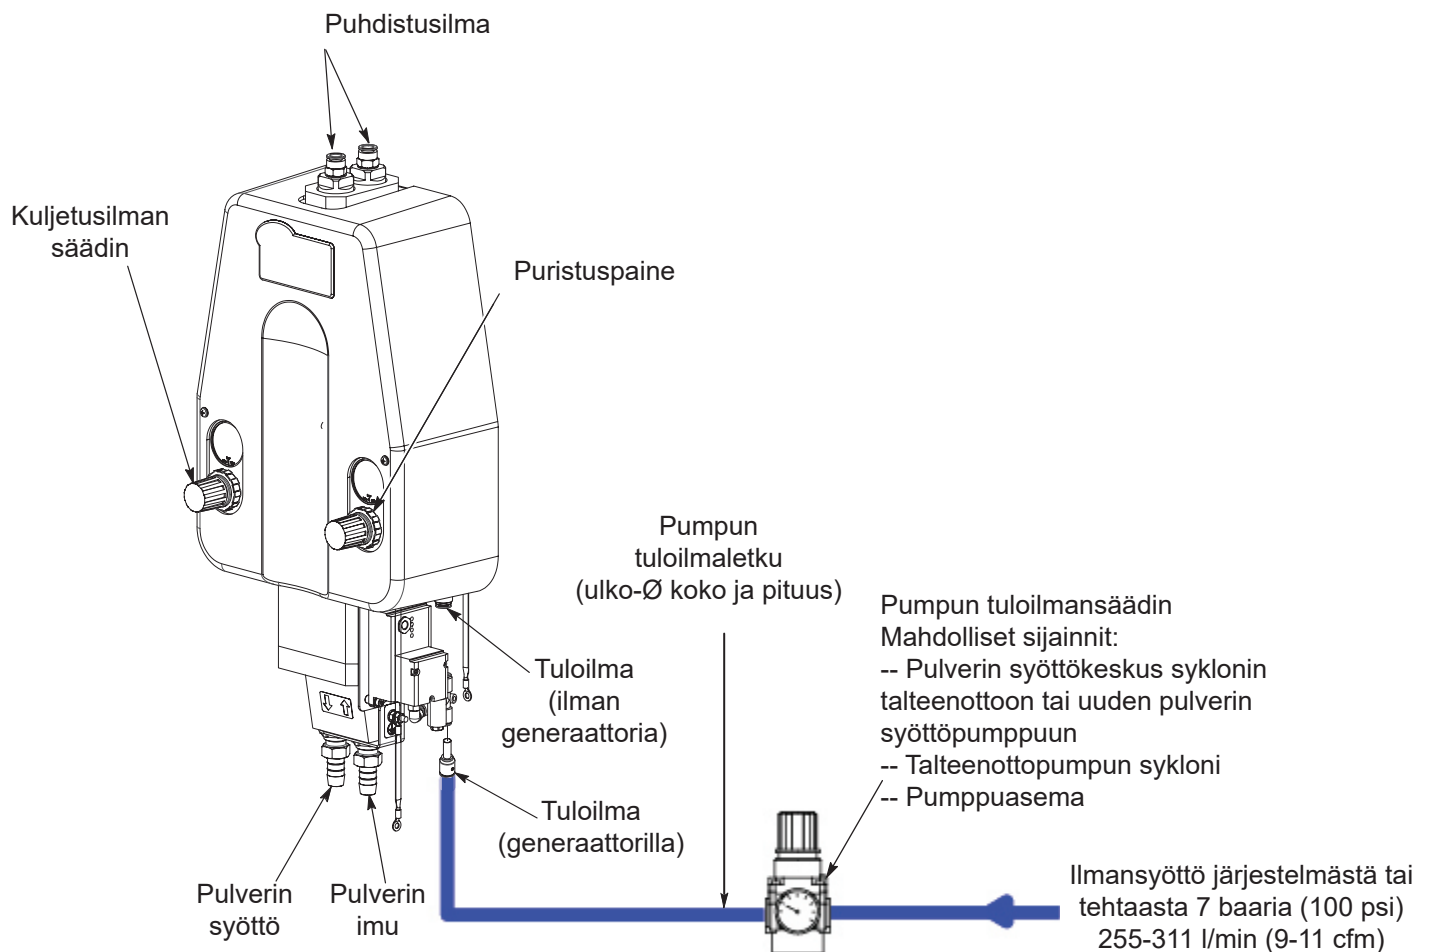 Puhdistusilma
Kuljetusilman
säädin
Puristuspaine
Pumpun
tuloilmaletku
(ulko-Ø koko ja pituus)
Pumpun tuloilmansäädin
Mahdolliset sijainnit:
-- Pulverin syöttökeskus syklonin
talteenottoon tai uuden pulverin
syöttöpumppuun
-- Talteenottopumpun sykloni
-- Pumppuasema
Tuloilma
(ilman
generaattoria)
Tuloilma
(generaattorilla)
Pulverin
syöttö
Pulverin
imu
Ilmansyöttö järjestelmästä tai
tehtaasta 7 baaria (100 psi)
255-311 l/min (9-11 cfm)